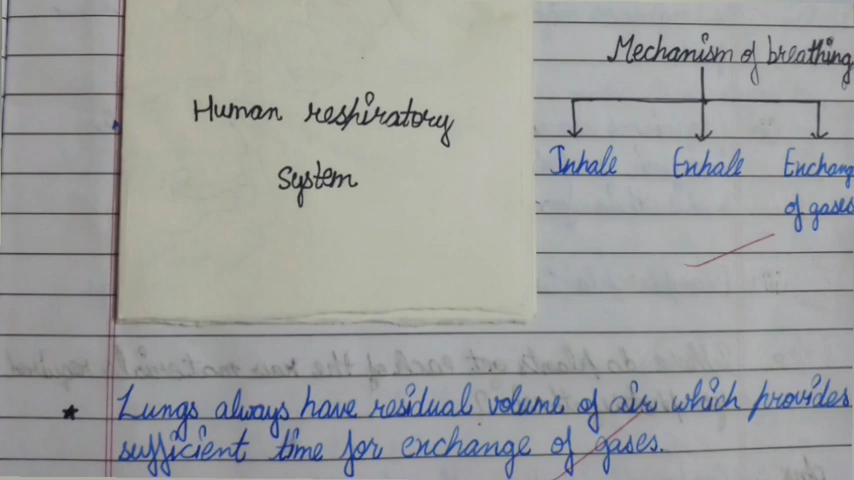 Human respiratory
system
Mechanism of breathing
Inhale Exhale Exchang
of gases
* Lungs always have residual volume of air which provides
sufficient time for exchange of gases.